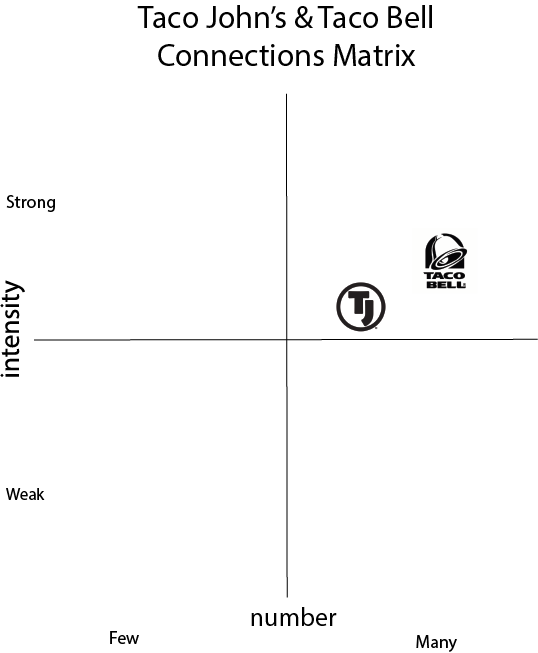 Taco John's & Taco Bell
Connections Matrix
Strong
TACO
BELL
TJ
intensity
Weak
number
Few
Many